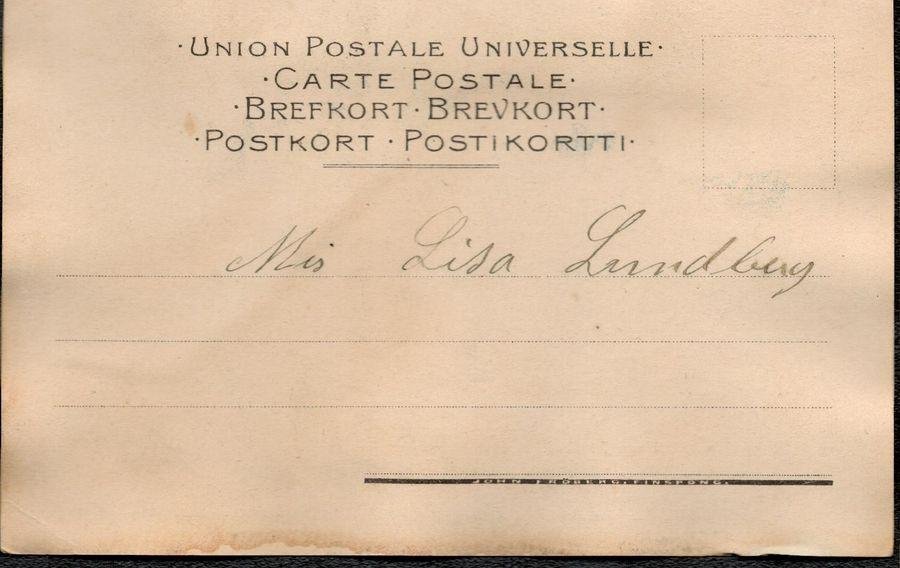 ·UNION POSTALE UNIVERSELLE·
·CARTE POSTALE·
·BREFKORT·BREVKORT·
·POSTKORT·POSTIKORTTI·
Mis Lisa Lundberg
JOHN FRÖBERG. FINSPONG.